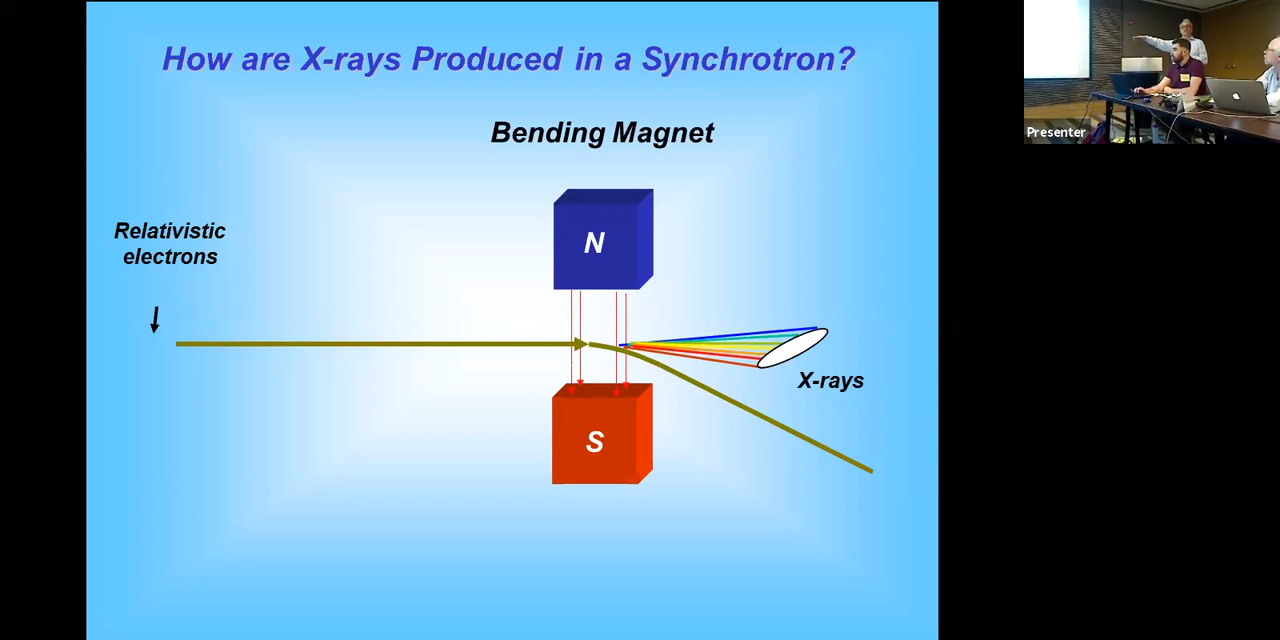 How are X-rays Produced in a Synchrotron?
Bending Magnet
Relativistic
electrons
N
S
X-rays
Presenter